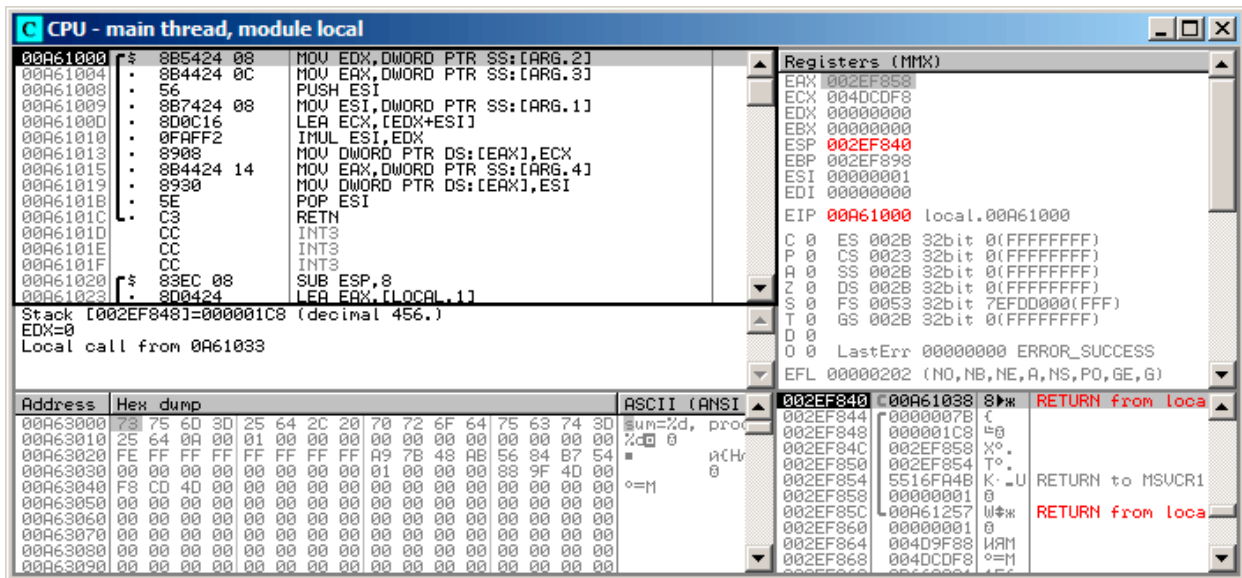 C CPU - main thread, module local
00A61000 $ 8B5424 08 MOV EDX,DWORD PTR SS:[ARG.2]
00A61004 · 8B4424 0C MOV EAX,DWORD PTR SS:[ARG.3]
00A61008 · 56 PUSH ESI
00A61009 · 8B7424 08 MOV ESI,DWORD PTR SS:[ARG.1]
00A6100D · 8D0C16 LEA ECX,[EDX+ESI]
00A61010 · 0FAFF2 IMUL ESI,EDX
00A61013 · 8908 MOV DWORD PTR DS:[EAX],ECX
00A61015 · 8B4424 14 MOV EAX,DWORD PTR SS:[ARG.4]
00A61019 · 8930 MOV DWORD PTR DS:[EAX],ESI
00A6101B · 5E POP ESI
00A6101C · C3 RETN
00A6101D CC INT3
00A6101E CC INT3
00A6101F CC INT3
00A61020 $ 83EC 08 SUB ESP,8
00A61023 · 8D0424 LEA EAX,[LOCAL.1]
Stack [002EF848]=000001C8 (decimal 456.)
EDX=0
Local call from 0A61033
Registers (MMX)
EAX 002EF858
ECX 004DCDF8
EDX 00000000
EBX 00000000
ESP 002EF840
EBP 002EF898
ESI 00000001
EDI 00000000
EIP 00A61000 local.00A61000
C 0 ES 002B 32bit 0(FFFFFFFF)
P 0 CS 0023 32bit 0(FFFFFFFF)
A 0 SS 002B 32bit 0(FFFFFFFF)
Z 0 DS 002B 32bit 0(FFFFFFFF)
S 0 FS 0053 32bit 7EFDD000(FFF)
T 0 GS 002B 32bit 0(FFFFFFFF)
D 0
O 0 LastErr 00000000 ERROR_SUCCESS
EFL 00000202 (NO,NB,NE,A,NS,PO,GE,G)
Address Hex dump ASCII (ANSI
00A63000 73 75 6D 3D 25 64 2C 20 70 72 6F 64 75 63 74 3D sum=%d, prod
00A63010 25 64 0A 00 01 00 00 00 00 00 00 00 00 00 00 00 %d
00A63020 FE FF FF FF FF FF FF FF A9 7B 48 AB 56 84 B7 54
00A63030 00 00 00 00 00 00 00 00 01 00 00 00 88 9F 4D 00
00A63040 F8 CD 4D 00 00 00 00 00 00 00 00 00 00 00 00 00 °=M
00A63050 00 00 00 00 00 00 00 00 00 00 00 00 00 00 00 00
00A63060 00 00 00 00 00 00 00 00 00 00 00 00 00 00 00 00
00A63070 00 00 00 00 00 00 00 00 00 00 00 00 00 00 00 00
00A63080 00 00 00 00 00 00 00 00 00 00 00 00 00 00 00 00
00A63090 00 00 00 00 00 00 00 00 00 00 00 00 00 00 00 00
002EF840 00A61038 8►ж RETURN from loca
002EF844 0000007B {
002EF848 000001C8
002EF84C 002EF858 X°.
002EF850 002EF854 T°.
002EF854 5516FA4B RETURN to MSVCR1
002EF858 00000001
002EF85C 00A61257 W‡ж RETURN from loca
002EF860 00000001
002EF864 004D9F88 ИЯM
002EF868 004DCDF8 °=M